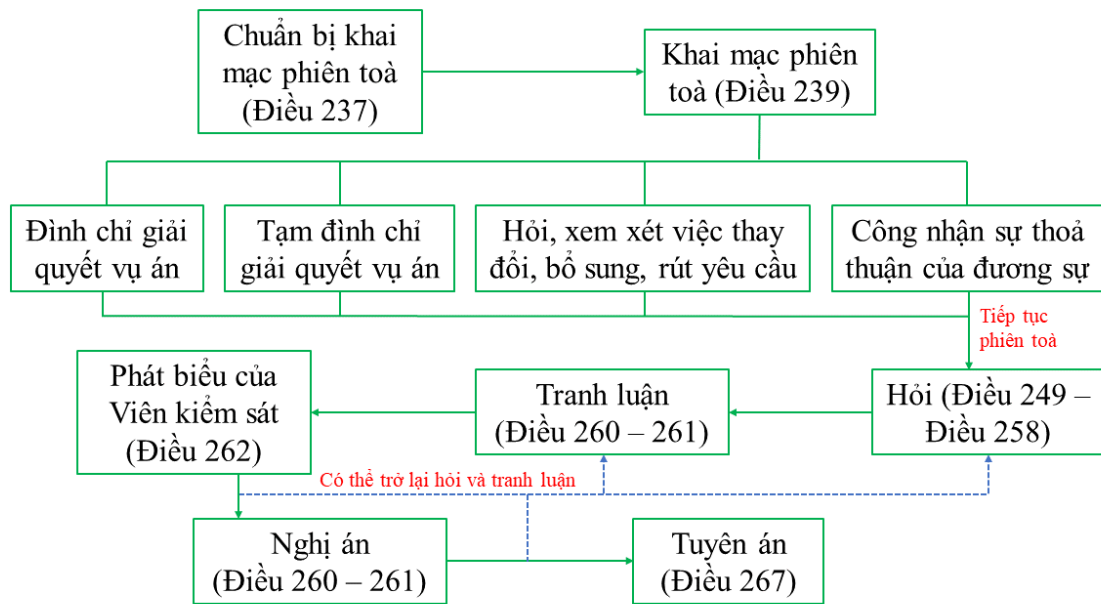 Chuẩn bị khai
mạc phiên toà
(Điều 237)
Khai mạc phiên
toà (Điều 239)
Đình chỉ giải
quyết vụ án
Tạm đình chỉ
giải quyết vụ án
Hỏi, xem xét việc thay
đổi, bổ sung, rút yêu cầu
Công nhận sự thoả
thuận của đương sự
Tiếp tục
phiên toà
Phát biểu của
Viên kiểm sát
(Điều 262)
Tranh luận
(Điều 260 – 261)
Hỏi (Điều 249 –
Điều 258)
Có thể trở lại hỏi và tranh luận
Nghị án
(Điều 260 – 261)
Tuyên án
(Điều 267)